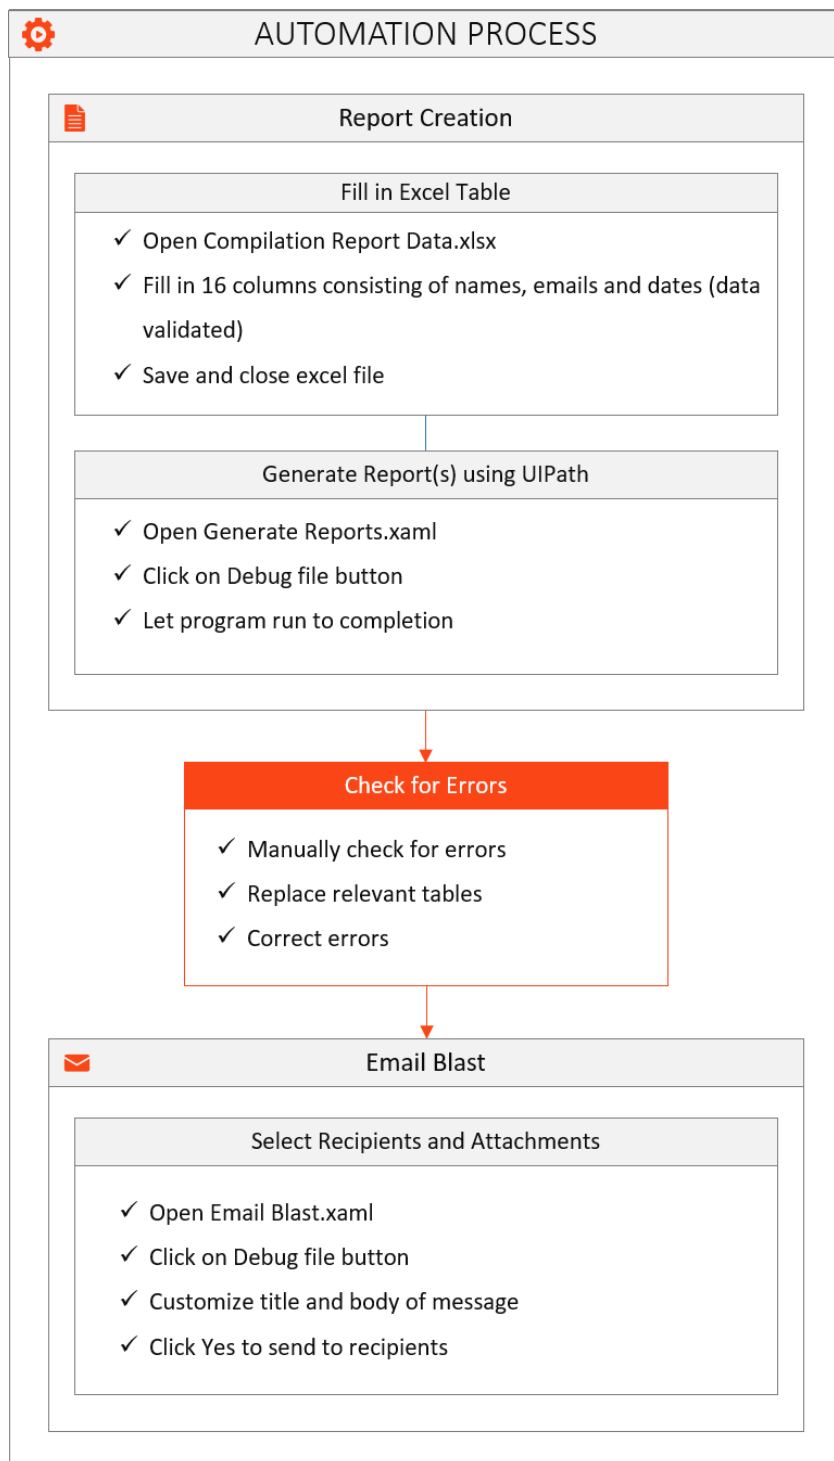 AUTOMATION PROCESS
Report Creation
Fill in Excel Table
✓ Open Compilation Report Data.xlsx
✓ Fill in 16 columns consisting of names, emails and dates (data
validated)
✓ Save and close excel file
Generate Report(s) using UIPath
✓ Open Generate Reports.xaml
✓ Click on Debug file button
✓ Let program run to completion
Check for Errors
✓ Manually check for errors
✓ Replace relevant tables
✓ Correct errors
Email Blast
Select Recipients and Attachments
✓ Open Email Blast.xaml
✓ Click on Debug file button
✓ Customize title and body of message
✓ Click Yes to send to recipients